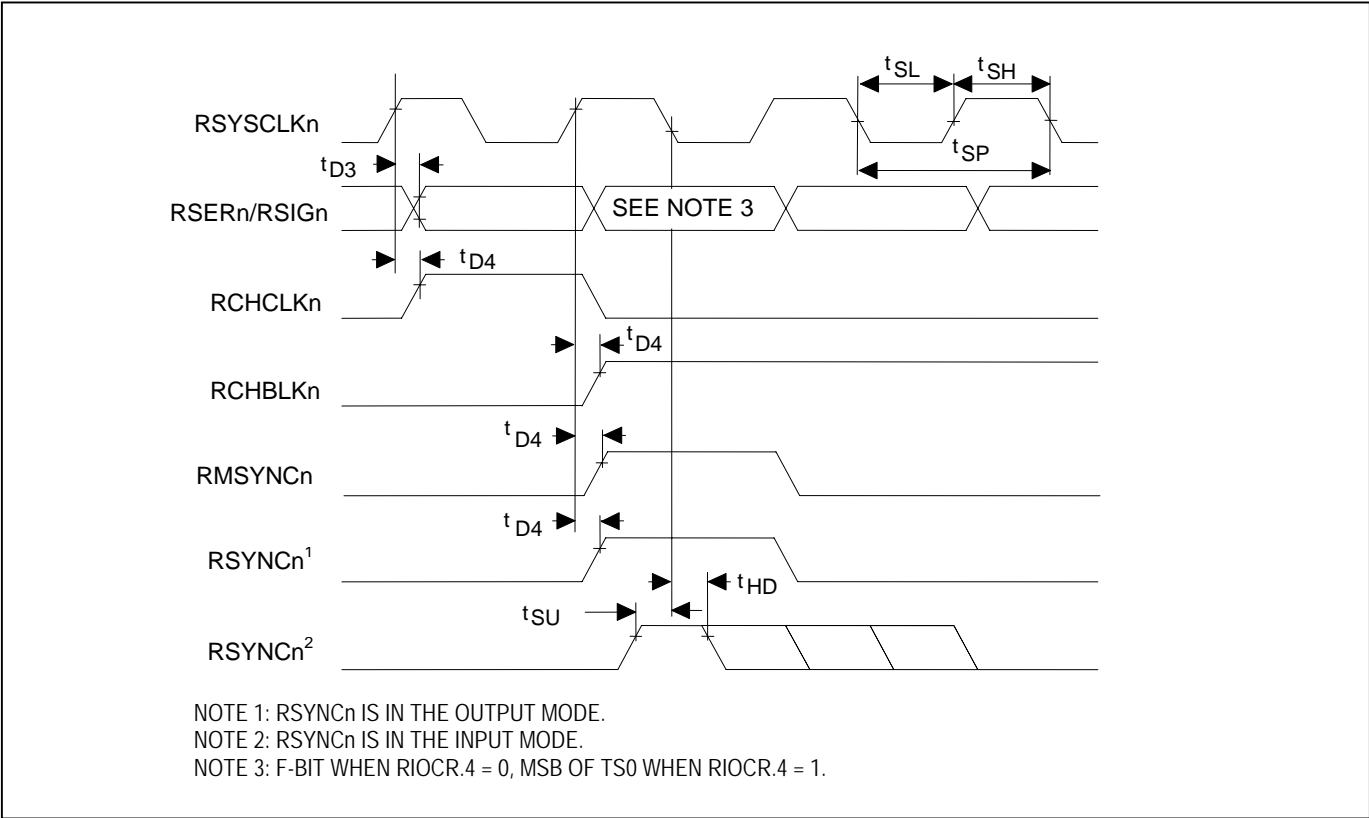 tSL tSH
RSYSCLKn
tSP
tD3
RSERn/RSIGn SEE NOTE 3
tD4
RCHCLKn
tD4
RCHBLKn
tD4
RMSYNCn
tD4
RSYNCn1
tHD
tSU
RSYNCn2
NOTE 1: RSYNCn IS IN THE OUTPUT MODE.
NOTE 2: RSYNCn IS IN THE INPUT MODE.
NOTE 3: F-BIT WHEN RIOCR.4 = 0, MSB OF TS0 WHEN RIOCR.4 = 1.